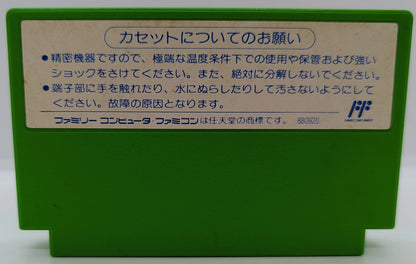 カセットについてのお願い
●精密機器ですので、極端な温度条件下での使用や保管および強い
ショックをさけてください。また、絶対に分解しないでください。
●端子部に手を触れたり、水にぬらしたりして汚さないようにして
ください。故障の原因となります。
ファミリーコンピュータ・ファミコンは任天堂の商標です。 880920